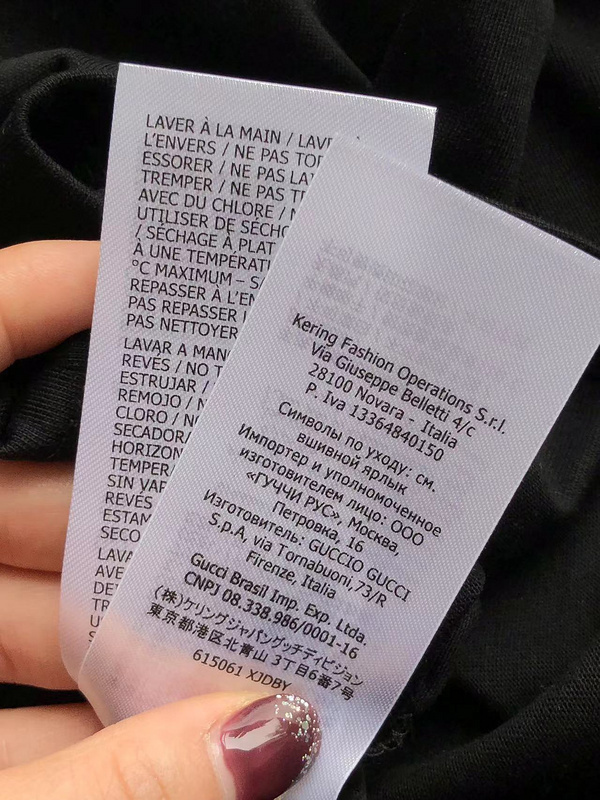 LAVER À LA MAIN / LAVE
L'ENVERS / NE PAS TOR
ESSORER / NE PAS LA
TREMPER / NE PAS T
AVEC DU CHLORE / N
UTILISER DE SÉCHO
/ SÉCHAGE À PLAT
À UNE TEMPÉRAT
°C MAXIMUM – S
REPASSER À L'EN
PAS REPASSER
PAS NETTOYER
LAVAR A MAN
REVÉS / NO T
ESTRUJAR /
REMOJO / N
CLORO / N
SECADOR
HORIZON
TEMPER
SIN VAP
REVÉS
ESTAM
SECO
LAVA
AVE
DE
TR
U
S
Kering Fashion Operations S.r.l.
Via Giuseppe Belletti 4/c
28100 Novara - Italia
P. Iva 13364840150
Символы по уходу: см.
вшивной ярлык
Импортер и уполномоченное
изготовителем лицо: ООО
«ГУЧЧИ РУС», Москва,
Петровка, 16
Изготовитель: GUCCIO GUCCI
S.p.A, via Tornabuoni,73/R
Firenze, Italia
Gucci Brasil Imp. Exp. Ltda.
CNPJ 08.338.986/0001-16
(株)ケリングジャパングッチディビジョン
東京都港区北青山 3丁目6番7号
615061 XJDBY